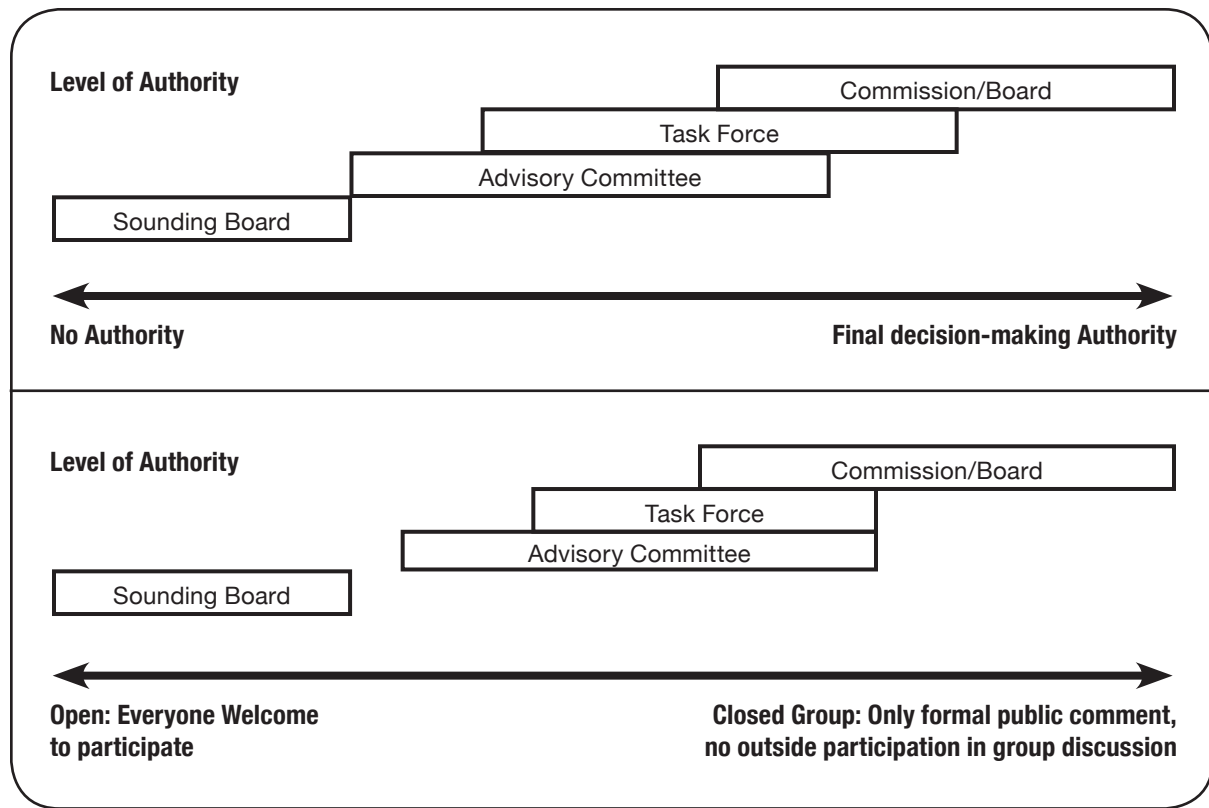 Level of Authority
Commission/Board
Task Force
Advisory Committee
Sounding Board
No Authority
Final decision-making Authority
Level of Authority
Commission/Board
Task Force
Advisory Committee
Sounding Board
Open: Everyone Welcome
to participate
Closed Group: Only formal public comment,
no outside participation in group discussion